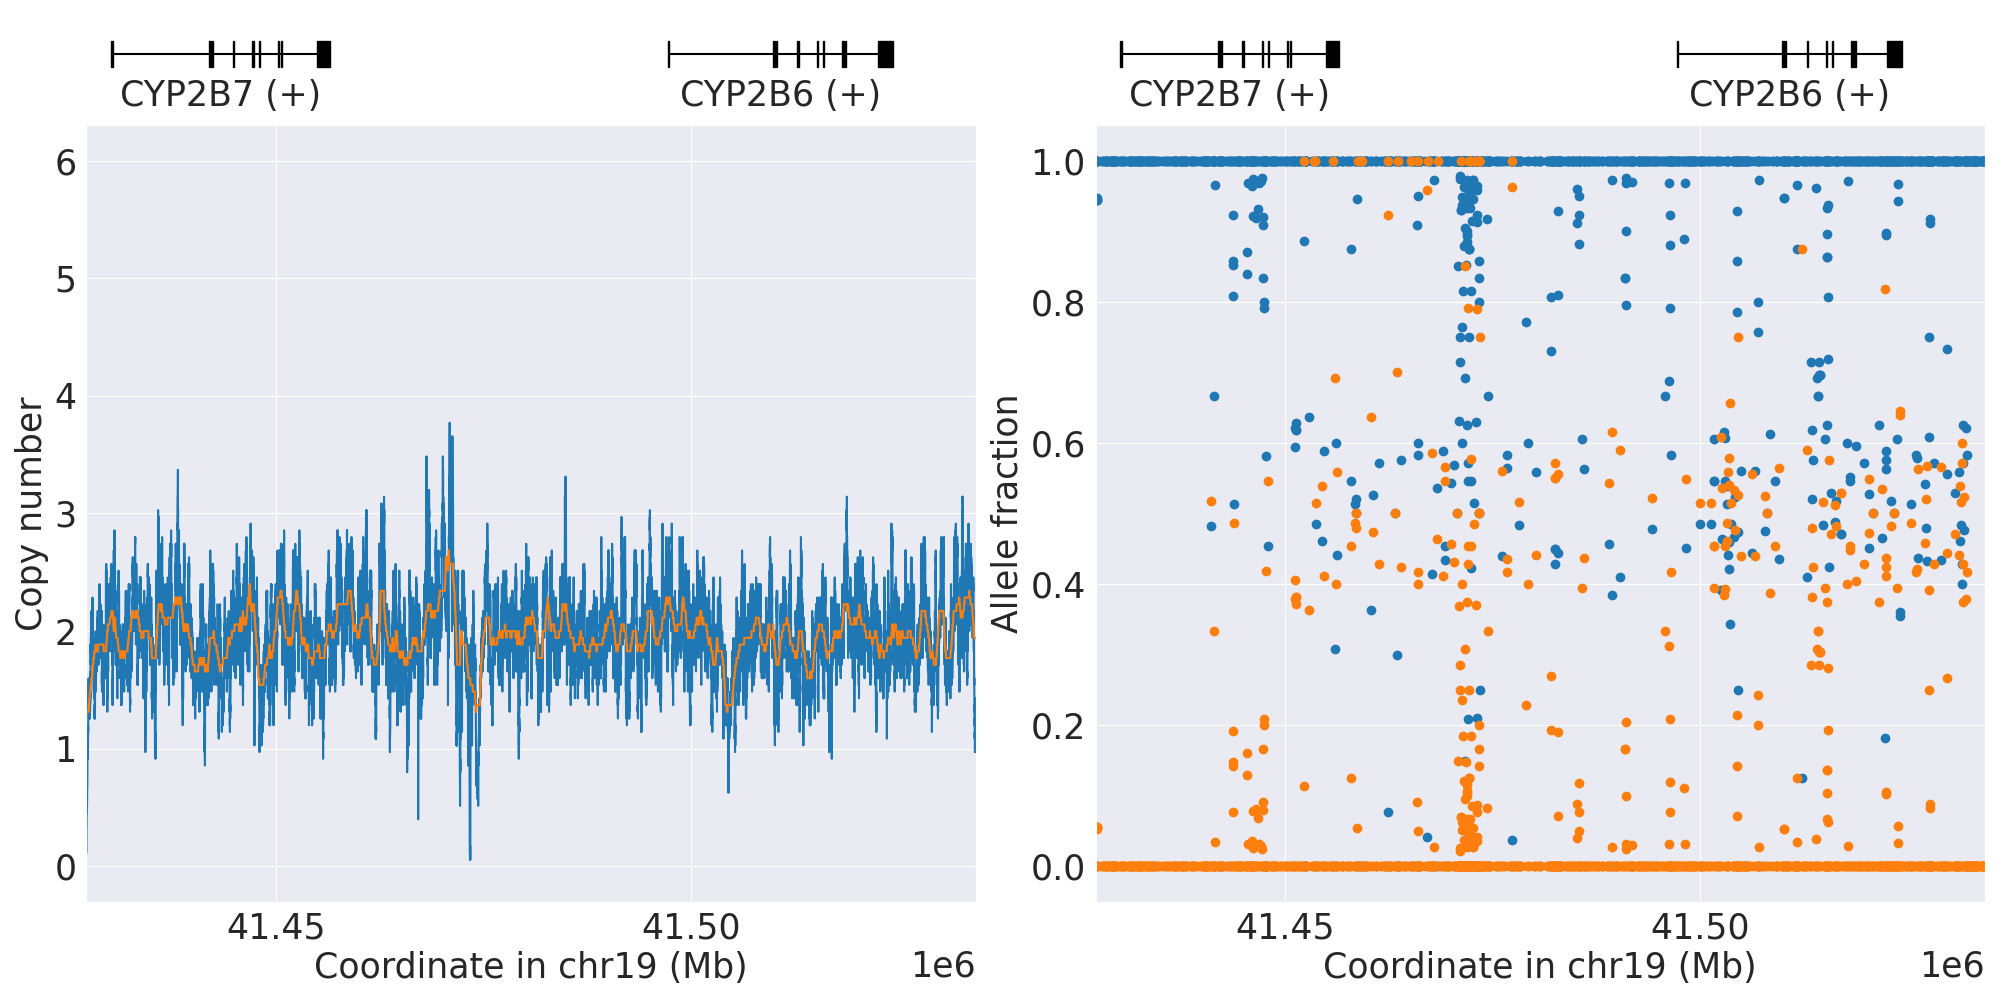 CYP2B7 (+)
CYP2B6 (+)
6
5
4
3
2
1
0
Copy number
41.45
41.50
Coordinate in chr19 (Mb)
1e6
CYP2B7 (+)
CYP2B6 (+)
1.0
0.8
0.6
0.4
0.2
0.0
Allele fraction
41.45
41.50
Coordinate in chr19 (Mb)
1e6